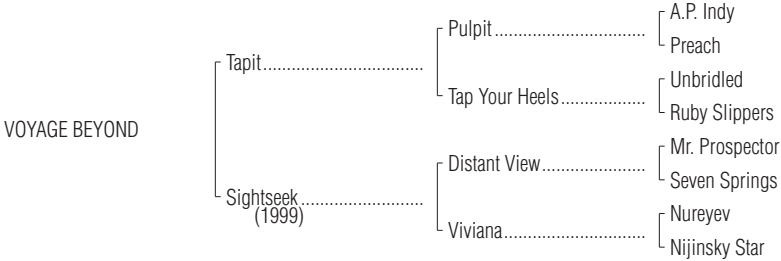 A.P. Indy
Pulpit..................................
Preach
Tapit....................................
Unbridled
Tap Your Heels...................
Ruby Slippers
VOYAGE BEYOND
Mr. Prospector
Distant View.......................
Seven Springs
Sightseek...........................
(1999)
Nureyev
Viviana................................
Nijinsky Star